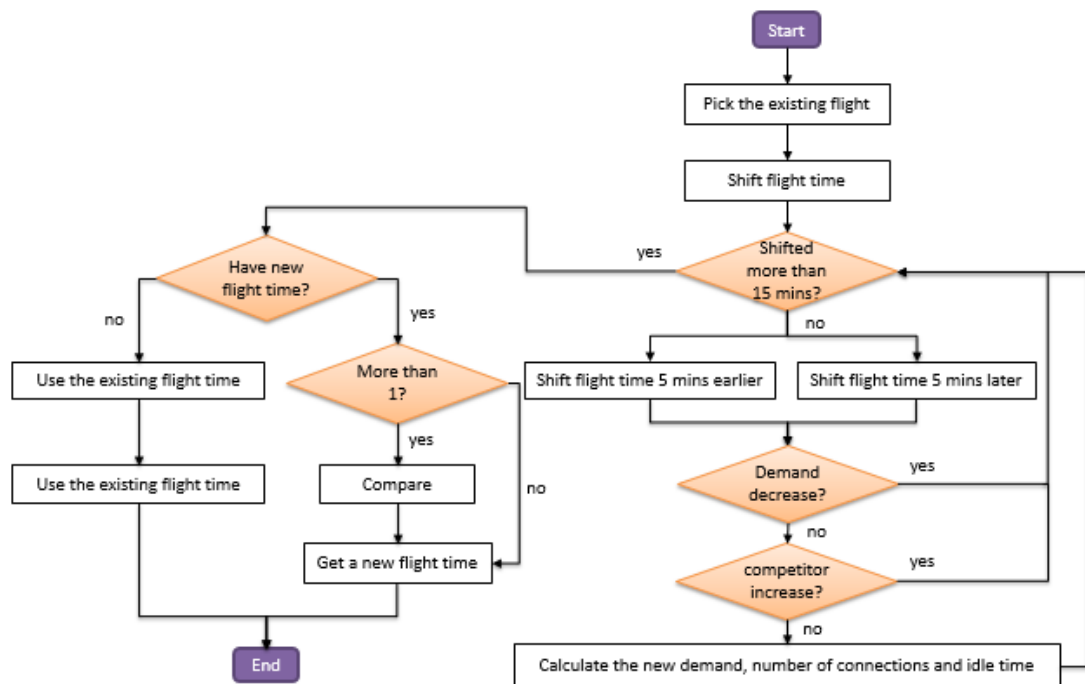 Start
Pick the existing flight
Shift flight time
Shifted
more than
15 mins?
yes
no
Have new
flight time?
no
yes
Use the existing flight time
More than
1?
Shift flight time 5 mins earlier
Shift flight time 5 mins later
yes
no
Use the existing flight time
Compare
Demand
decrease?
yes
no
Get a new flight time
competitor
increase?
yes
no
End
Calculate the new demand, number of connections and idle time